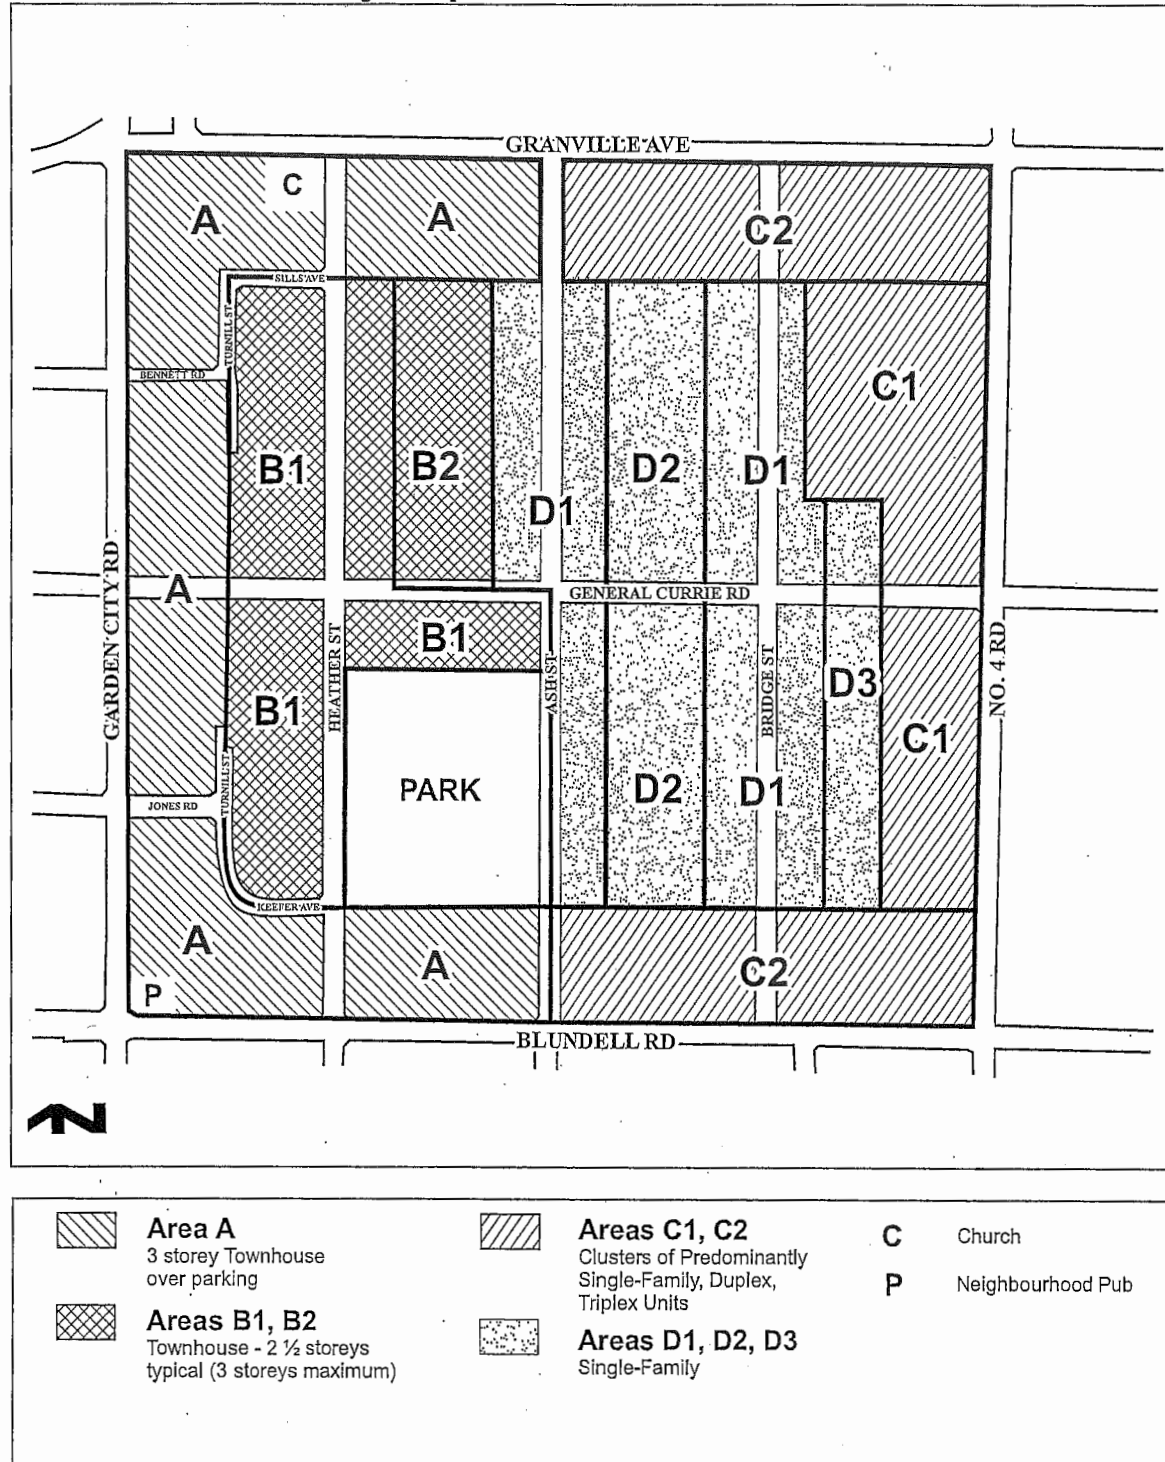 GRANVILLE AVE
C
A
A
C2
SILLS AVE
TURNILL ST
BENNETT RD
C1
B1
B2
D2
D1
D1
GARDEN CITY RD
A
GENERAL CURRIE RD
B1
HEATHER ST
ASH ST
BRIDGE ST
NO. 4 RD
D3
B1
C1
PARK
D2
D1
JONES RD
TURNILL ST
KEEFER AVE
A
A
C2
P
BLUNDELL RD
N
Area A
3 storey Townhouse
over parking
Areas B1, B2
Townhouse - 2 ½ storeys
typical (3 storeys maximum)
Areas C1, C2
Clusters of Predominantly
Single-Family, Duplex,
Triplex Units
Areas D1, D2, D3
Single-Family
C Church
P Neighbourhood Pub